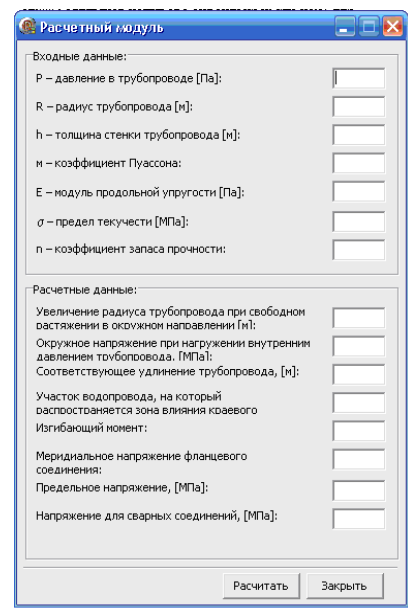 Расчетный модуль
Входные данные:
P – давление в трубопроводе [Па]:
R – радиус трубопровода [м]:
h – толщина стенки трубопровода [м]:
м – коэффициент Пуассона:
E – модуль продольной упругости [Па]:
σ – предел текучести [МПа]:
n – коэффициент запаса прочности:
Расчетные данные:
Увеличение радиуса трубопровода при свободном
растяжении в окружном направлении [м]:
Окружное напряжение при нагружении внутренним
давлением трубопровода, [МПа]:
Соответствующее удлинение трубопровода, [м]:
Участок водопровода, на который
распространяется зона влияния краевого
Изгибающий момент:
Меридиальное напряжение фланцевого
соединения:
Предельное напряжение, [МПа]:
Напряжение для сварных соединений, [МПа]:
Расчитать Закрыть